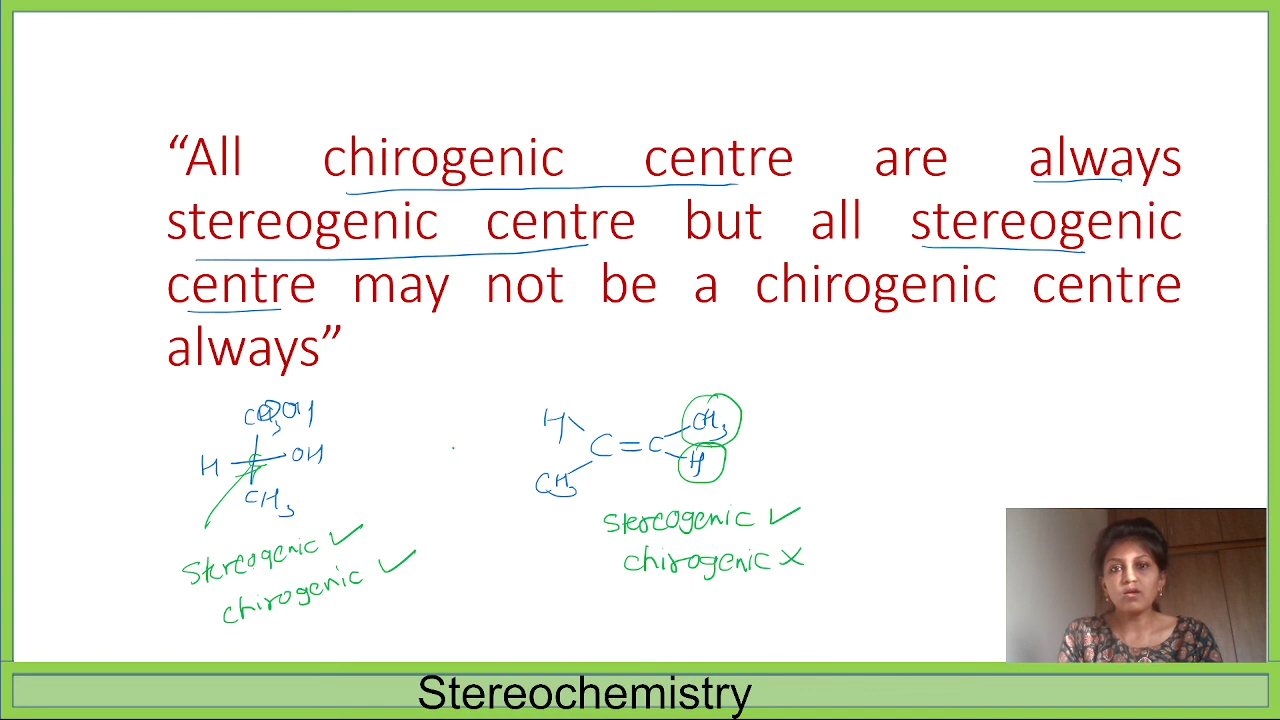 “All chirogenic centre are always
stereogenic centre but all stereogenic
centre may not be a chirogenic centre
always”
H OH
CH3
Stereogenic ✓
chirogenic ✓
H CH3
C = C
CH3 H
Stereogenic ✓
chirogenic ×
Stereochemistry